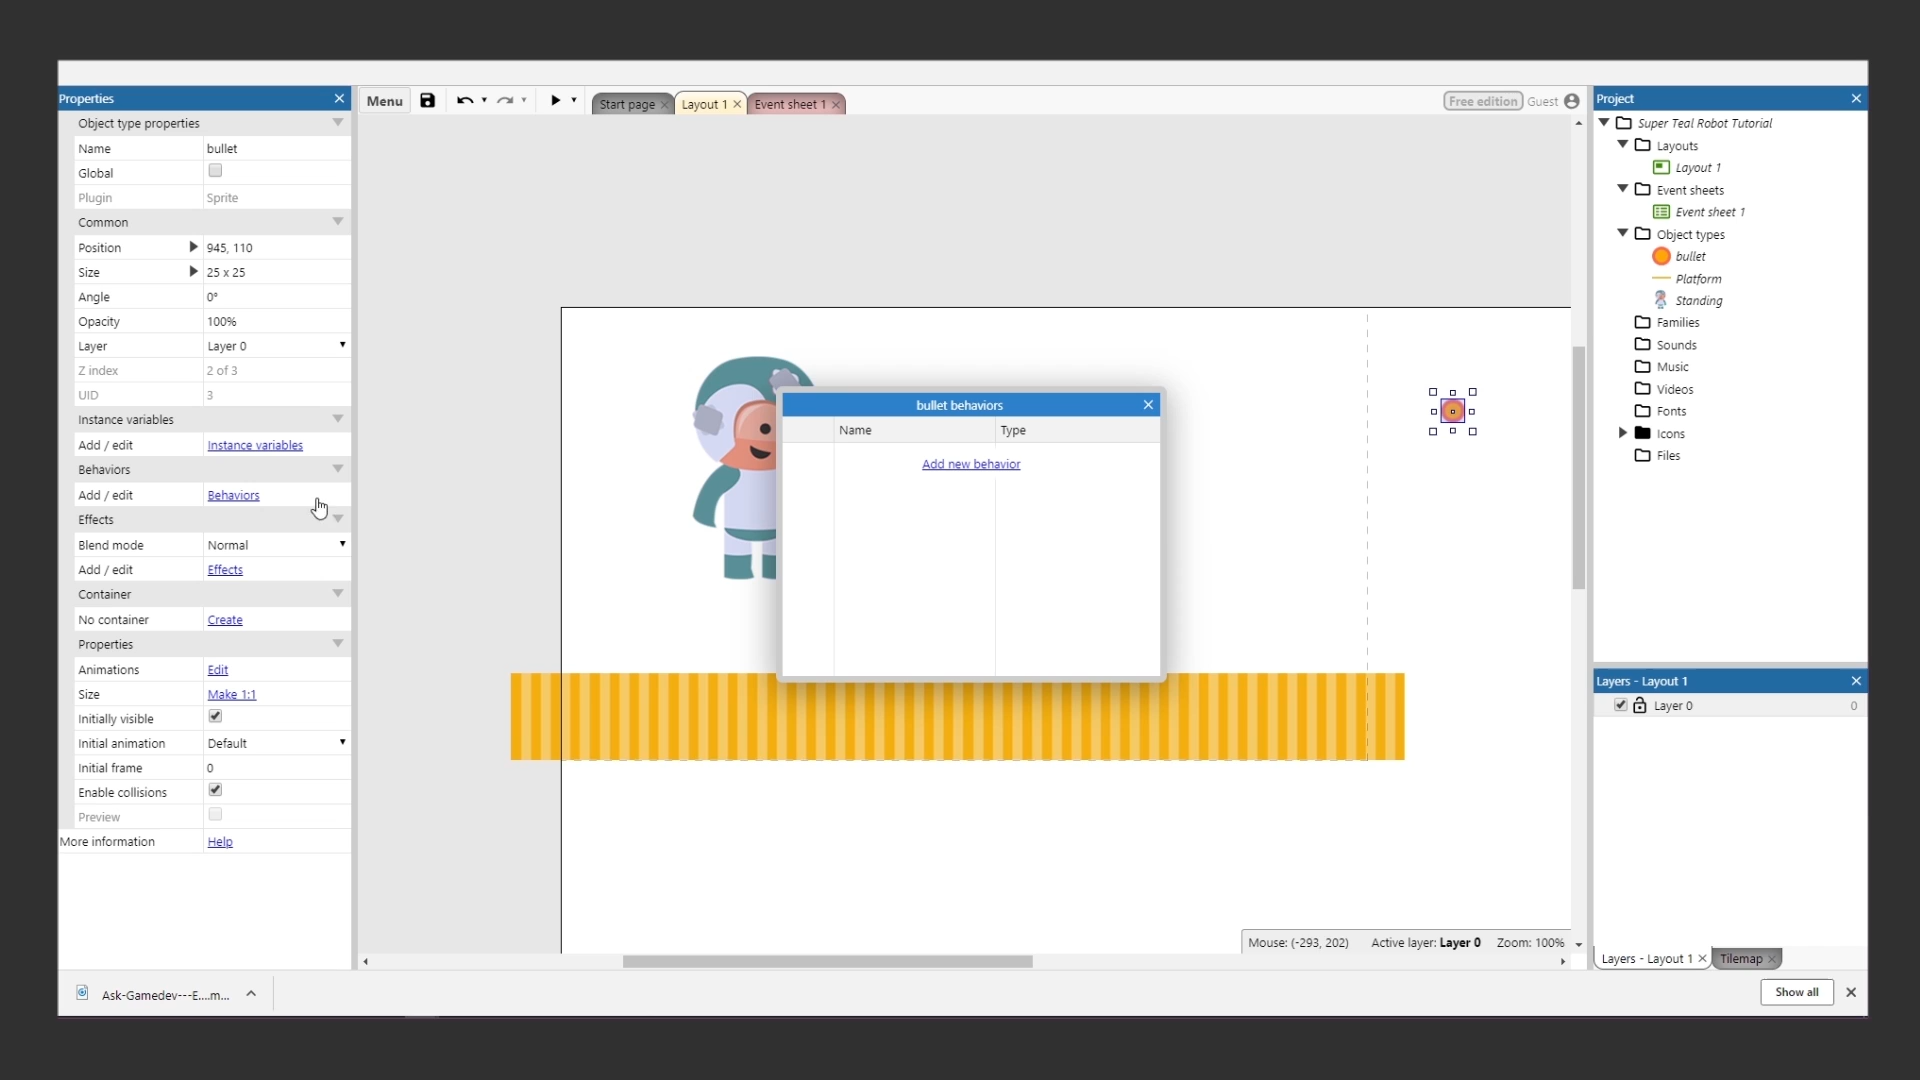 Properties
Object type properties
Name bullet
Global
Plugin Sprite
Common
Position 945, 110
Size 25 x 25
Angle 0°
Opacity 100%
Layer Layer 0
Z index 2 of 3
UID 3
Instance variables
Add / edit Instance variables
Behaviors
Add / edit Behaviors
Effects
Blend mode Normal
Add / edit Effects
Container
No container Create
Properties
Animations Edit
Size Make 1:1
Initially visible
Initial animation Default
Initial frame 0
Enable collisions
Preview
More information Help
Menu
Start page
Layout 1
Event sheet 1
Free edition Guest
bullet behaviors
Name Type
Add new behavior
Mouse: (-293, 202) Active layer: Layer 0 Zoom: 100%
Project
Super Teal Robot Tutorial
Layouts
Layout 1
Event sheets
Event sheet 1
Object types
bullet
Platform
Standing
Families
Sounds
Music
Videos
Fonts
Icons
Files
Layers - Layout 1
Layer 0 0
Layers - Layout 1
Tilemap
Ask-Gamedev---E....m...
Show all